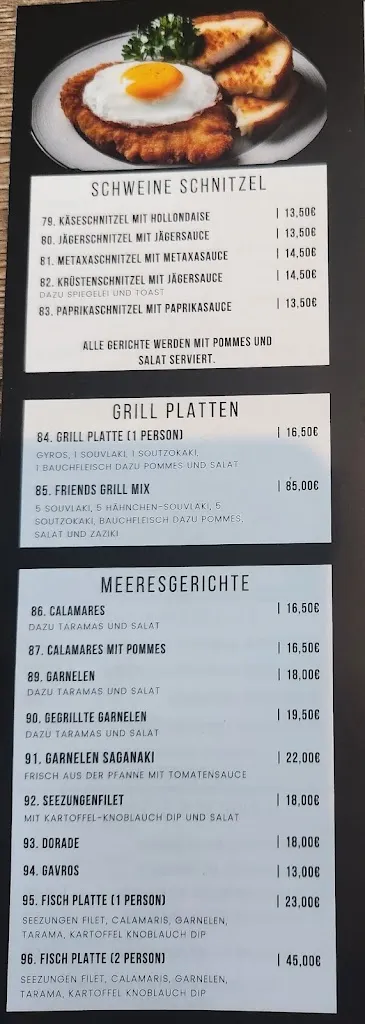 SCHWEINE SCHNITZEL
79. KÄSESCHNITZEL MIT HOLLONDAISE | 13,50€
80. JÄGERSCHNITZEL MIT JÄGERSAUCE | 13,50€
81. METAXASCHNITZEL MIT METAXASAUCE | 14,50€
82. KRÜSTENSCHNITZEL MIT JÄGERSAUCE | 14,50€
DAZU SPIEGELEI UND TOAST
83. PAPRIKASCHNITZEL MIT PAPRIKASAUCE | 13,50€
ALLE GERICHTE WERDEN MIT POMMES UND
SALAT SERVIERT.
GRILL PLATTEN
84. GRILL PLATTE (1 PERSON) | 16,50€
GYROS, 1 SOUVLAKI, 1 SOUTZOKAKI,
1 BAUCHFLEISCH DAZU POMMES UND SALAT
85. FRIENDS GRILL MIX | 85,00€
5 SOUVLAKI, 5 HÄHNCHEN-SOUVLAKI, 5
SOUTZOKAKI, BAUCHFLEISCH DAZU POMMES,
SALAT UND ZAZIKI
MEERESGERICHTE
86. CALAMARES | 16,50€
DAZU TARAMAS UND SALAT
87. CALAMARES MIT POMMES | 16,50€
89. GARNELEN | 18,00€
DAZU TARAMAS UND SALAT
90. GEGRILLTE GARNELEN | 19,50€
DAZU TARAMAS UND SALAT
91. GARNELEN SAGANAKI | 22,00€
FRISCH AUS DER PFANNE MIT TOMATENSAUCE
92. SEEZUNGENFILET | 18,00€
MIT KARTOFFEL-KNOBLAUCH DIP UND SALAT
93. DORADE | 18,00€
94. GAVROS | 13,00€
95. FISCH PLATTE (1 PERSON) | 23,00€
SEEZUNGEN FILET, CALAMARIS, GARNELEN,
TARAMA, KARTOFFEL KNOBLAUCH DIP
96. FISCH PLATTE (2 PERSON) | 45,00€
SEEZUNGEN FILET, CALAMARIS, GARNELEN,
TARAMA, KARTOFFEL KNOBLAUCH DIP